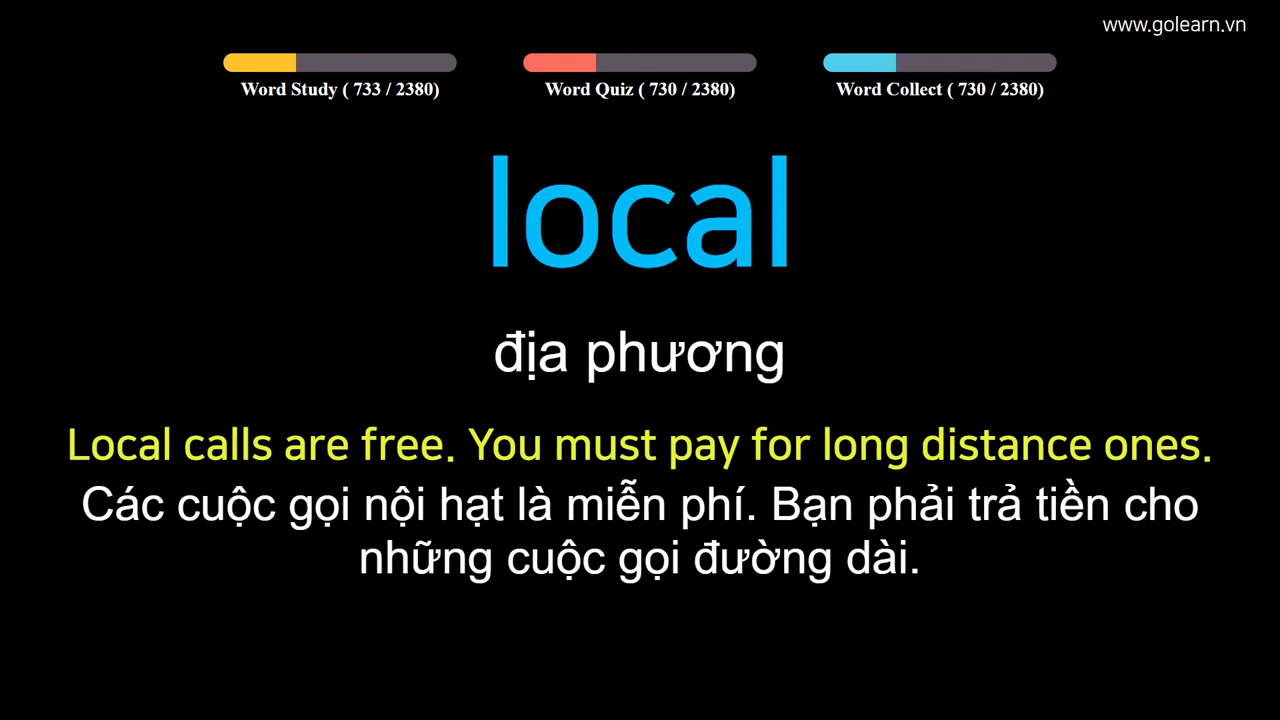 www.golearn.vn
Word Study ( 733 / 2380)
Word Quiz ( 730 / 2380)
Word Collect ( 730 / 2380)
local
địa phương
Local calls are free. You must pay for long distance ones.
Các cuộc gọi nội hạt là miễn phí. Bạn phải trả tiền cho
những cuộc gọi đường dài.